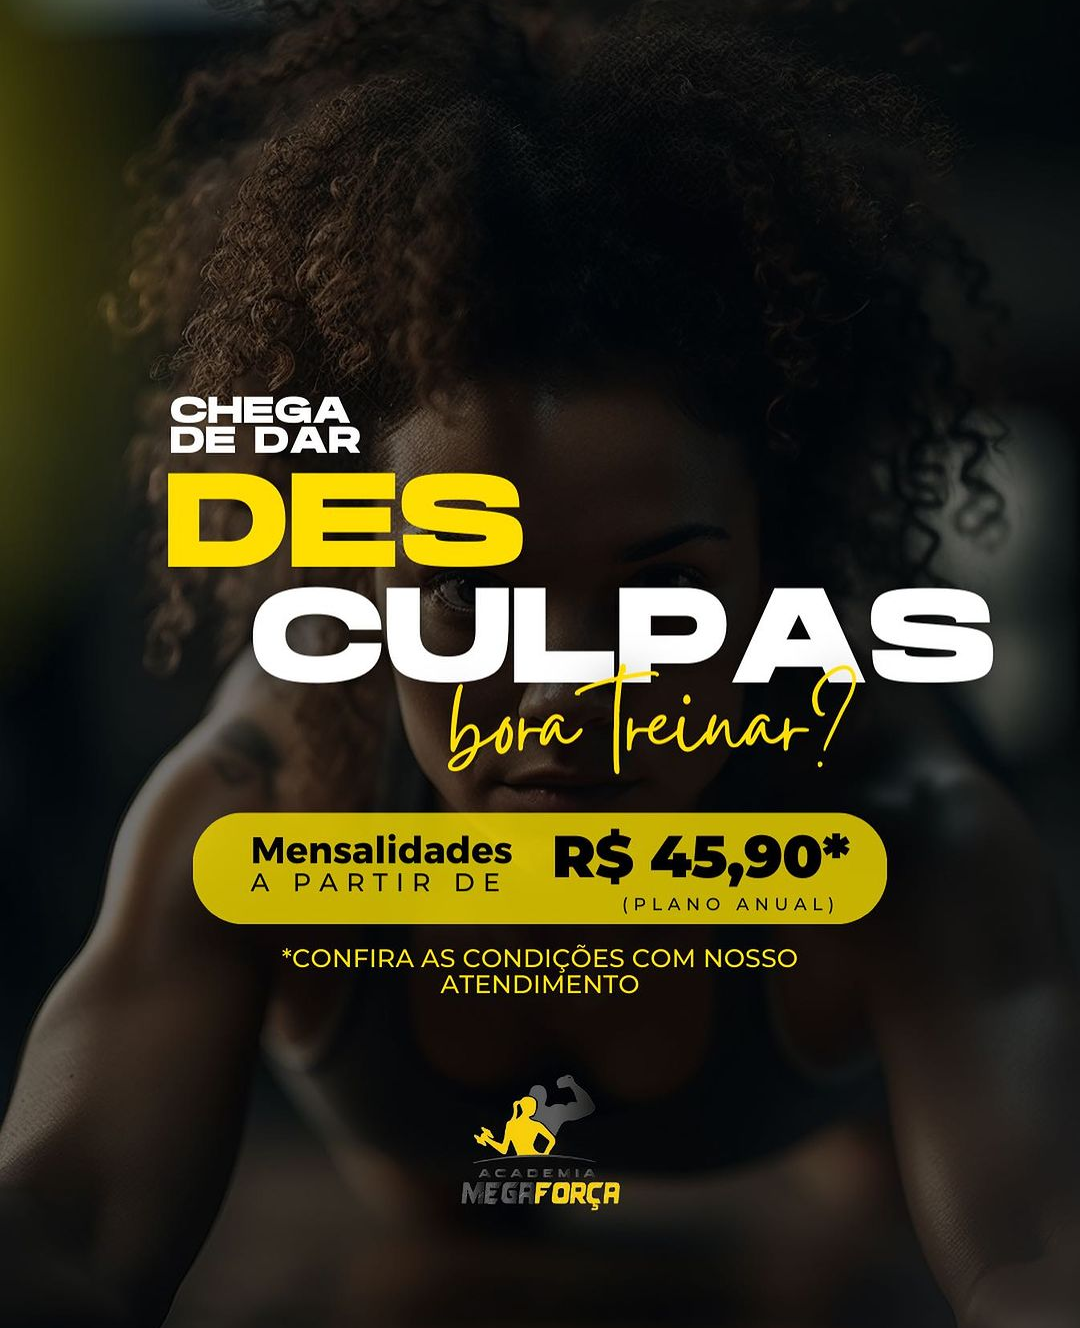 CHEGA
DE DAR
DES
CULPAS
bora Treinar?
Mensalidades
A PARTIR DE
R$ 45,90*
(PLANO ANUAL)
*CONFIRA AS CONDIÇÕES COM NOSSO
ATENDIMENTO
ACADEMIA
MEGAFORÇA